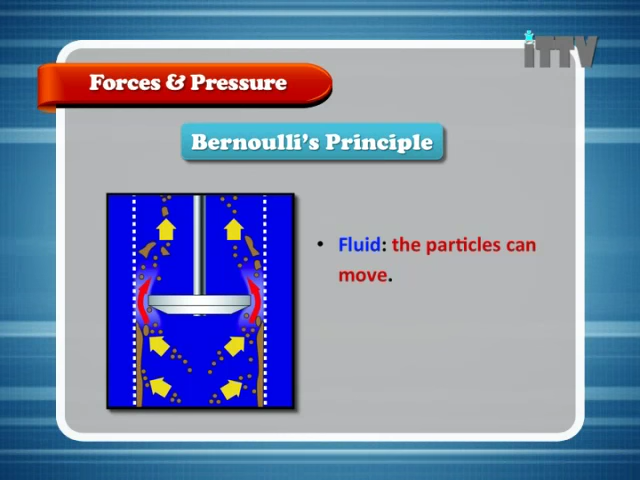 iTTV
Forces & Pressure
Bernoulli's Principle
• Fluid: the particles can
move.